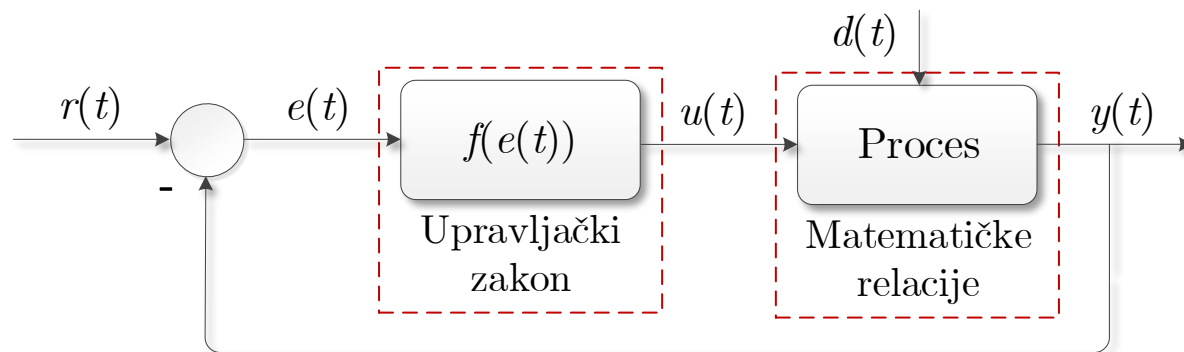 d(t)
r(t)
e(t)
f(e(t))
u(t)
Proces
y(t)
-
Upravljački
zakon
Matematičke
relacije